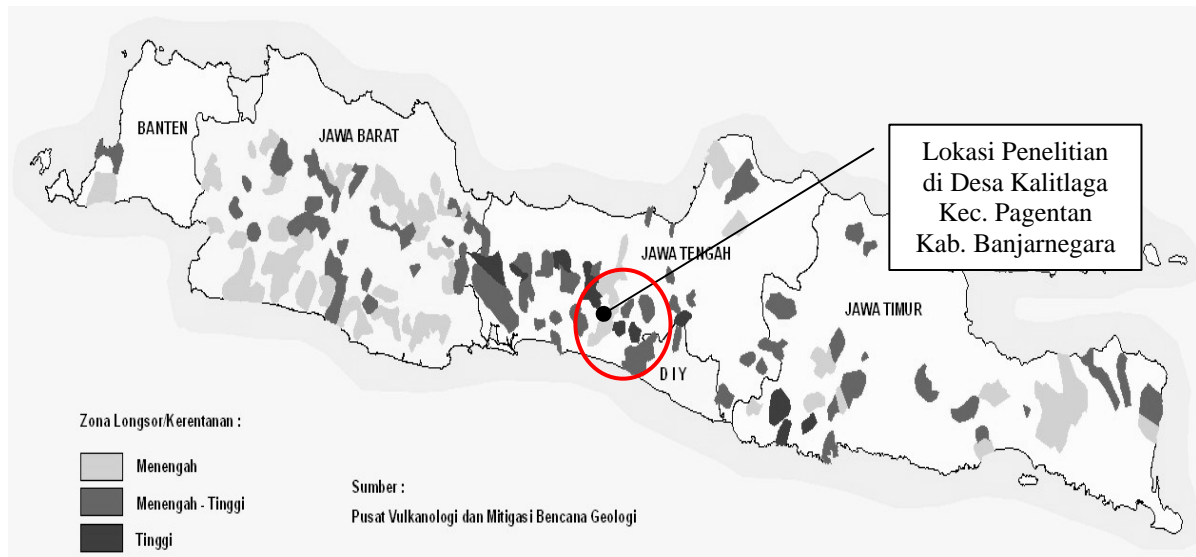 BANTEN
JAWA BARAT
JAWA TENGAH
D I Y
JAWA TIMUR
Lokasi Penelitian
di Desa Kalitlaga
Kec. Pagentan
Kab. Banjarnegara
Zona Longsor/Kerentanan :
Menengah
Menengah - Tinggi
Tinggi
Sumber :
Pusat Vulkanologi dan Mitigasi Bencana Geologi